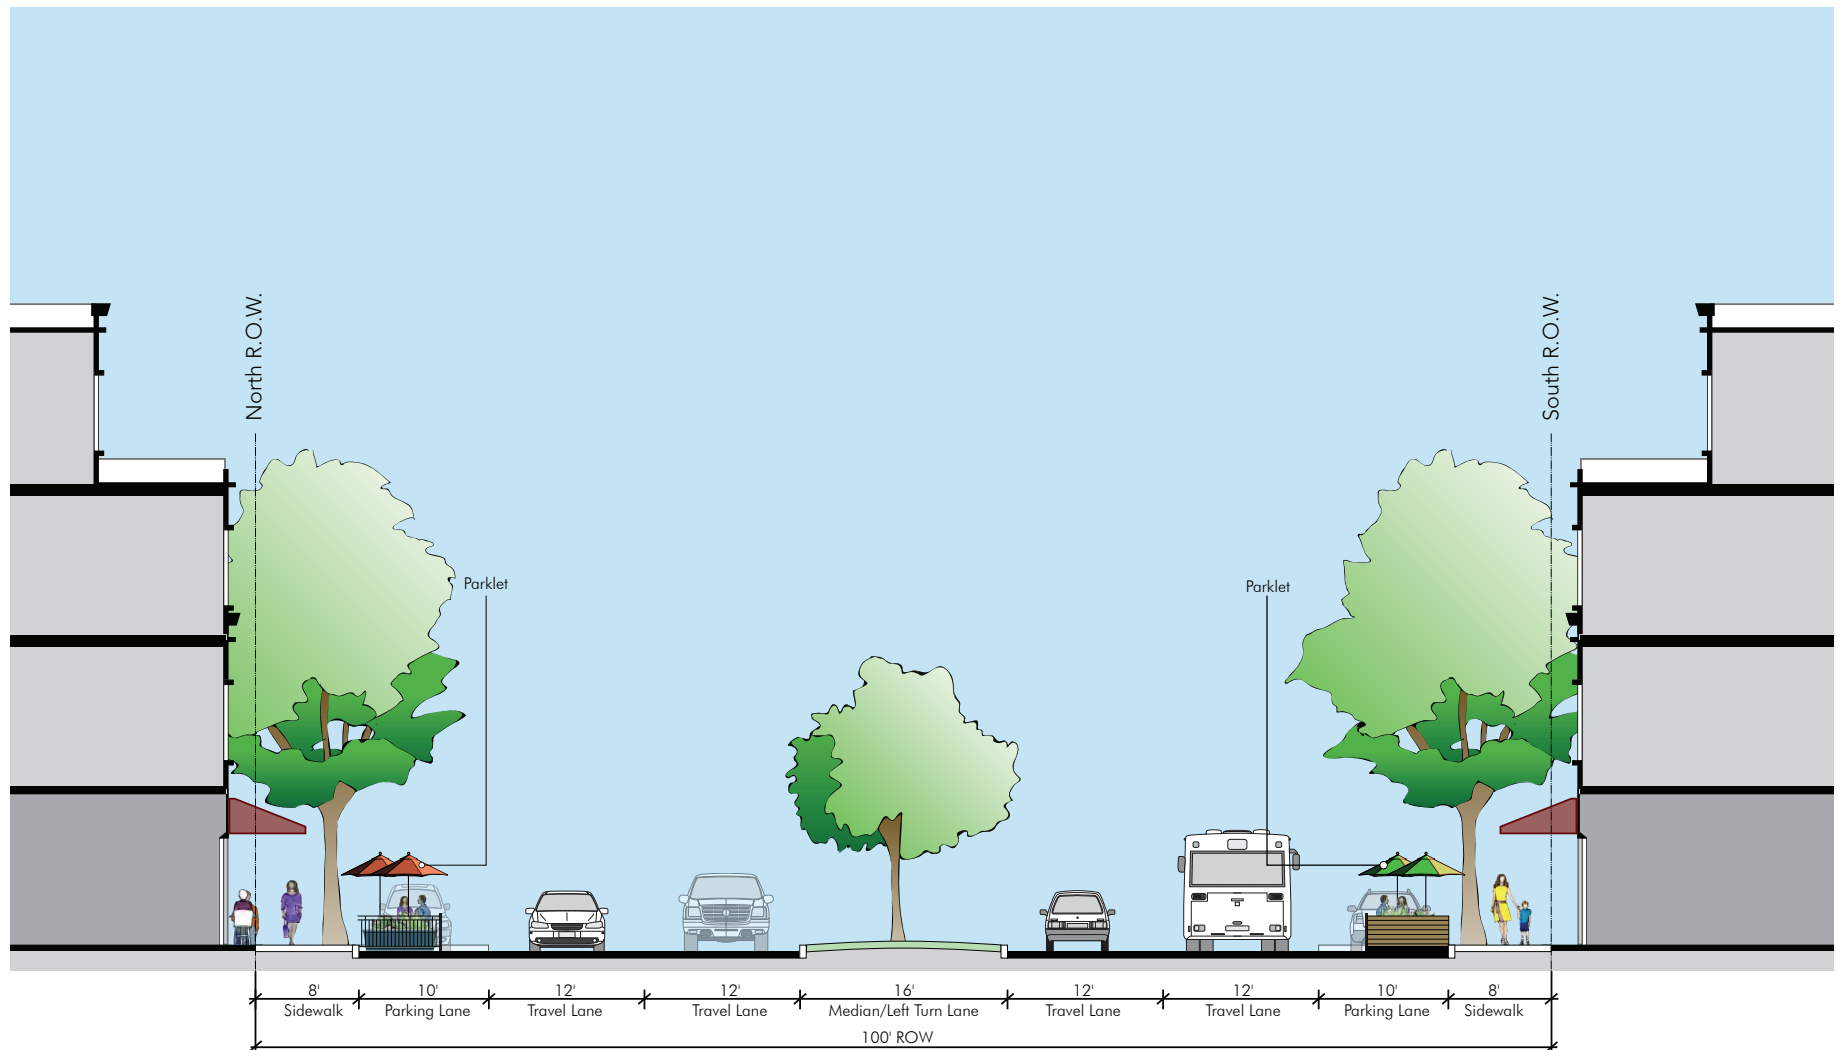 North R.O.W.
South R.O.W.
Parklet
Parklet
8'
10'
12'
12'
16'
12'
12'
10'
8'
Sidewalk
Parking Lane
Travel Lane
Travel Lane
Median/Left Turn Lane
Travel Lane
Travel Lane
Parking Lane
Sidewalk
100' ROW